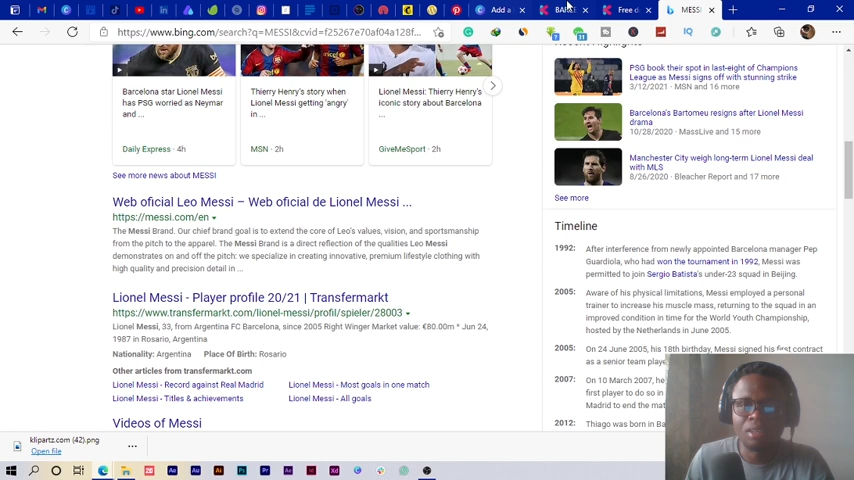 Add a
BARCE
Free d
MESSI
https://www.bing.com/search?q=MESSI&cvid=f25267e70af04a128f...
Barcelona star Lionel Messi
has PSG worried as Neymar
and ...
Daily Express · 4h
Thierry Henry's story when
Lionel Messi getting 'angry'
in ...
MSN · 2h
Lionel Messi: Thierry Henry's
iconic story about Barcelona
...
GiveMeSport · 2h
See more news about MESSI
Web oficial Leo Messi – Web oficial de Lionel Messi ...
https://messi.com/en
The Messi Brand. Our chief brand goal is to extend the core of Leo's values, vision, and sportsmanship
from the pitch to the apparel. The Messi Brand is a direct reflection of the qualities Leo Messi
demonstrates on and off the pitch: we specialize in creating innovative, premium lifestyle clothing with
high quality and precision detail in ...
Lionel Messi - Player profile 20/21 | Transfermarkt
https://www.transfermarkt.com/lionel-messi/profil/spieler/28003
Lionel Messi, 33, from Argentina FC Barcelona, since 2005 Right Winger Market value: €80.00m * Jun 24,
1987 in Rosario, Argentina
Nationality: Argentina Place Of Birth: Rosario
Other articles from transfermarkt.com
Lionel Messi - Record against Real Madrid
Lionel Messi - Most goals in one match
Lionel Messi - Titles & achievements
Lionel Messi - All goals
Videos of Messi
PSG book their spot in last-eight of Champions
League as Messi signs off with stunning strike
3/12/2021 · MSN and 16 more
Barcelona's Bartomeu resigns after Lionel Messi
drama
10/28/2020 · MassLive and 15 more
Manchester City weigh long-term Lionel Messi deal
with MLS
8/26/2020 · Bleacher Report and 17 more
See more
Timeline
1992: After interference from newly appointed Barcelona manager Pep
Guardiola, who had won the tournament in 1992, Messi was
permitted to join Sergio Batista's under-23 squad in Beijing.
2005: Aware of his physical limitations, Messi employed a personal
trainer to increase his muscle mass, returning to the squad in an
improved condition in time for the World Youth Championship,
hosted by the Netherlands in June 2005.
2005: On 24 June 2005, his 18th birthday, Messi signed his first contract
as a senior team player
2007: On 10 March 2007, he
first player to do so in
Madrid to end the mat
2012: Thiago was born in Ba
klipartz.com (42).png
Open file